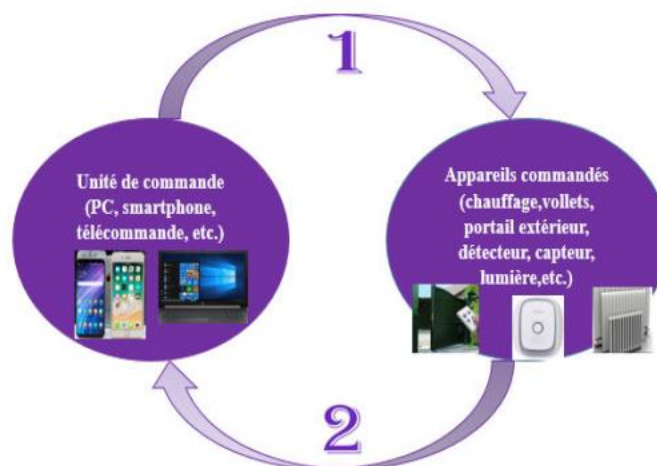 1
Unité de commande
(PC, smartphone,
télécommande, etc.)
Appareils commandés
(chauffage,vollets,
portail extérieur,
détecteur, capteur,
lumière,etc.)
2